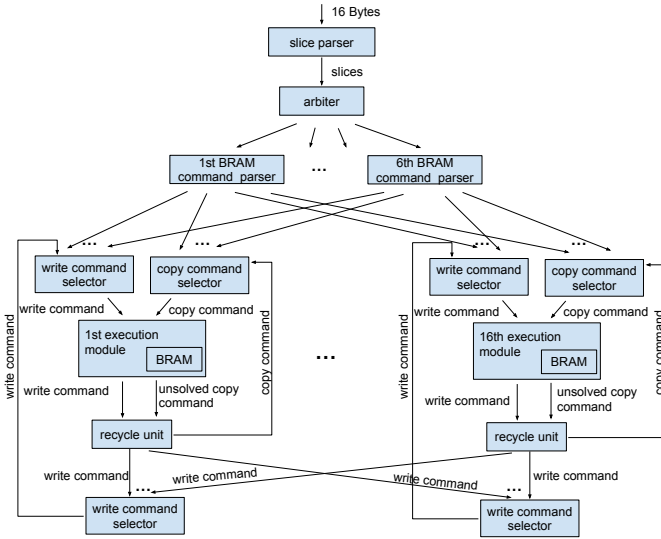 16 Bytes
slice parser
slices
arbiter
1st BRAM
command_parser
...
6th BRAM
command_parser
...
...
...
...
write command
selector
copy command
selector
write command
selector
copy command
selector
write command
copy command
write command
copy command
1st execution
module
BRAM
...
16th execution
module
BRAM
write command
copy command
write command
copy command
write command
unsolved copy
command
write command
unsolved copy
command
recycle unit
recycle unit
write command
write command
write command
write command
...
...
write command
selector
write command
selector